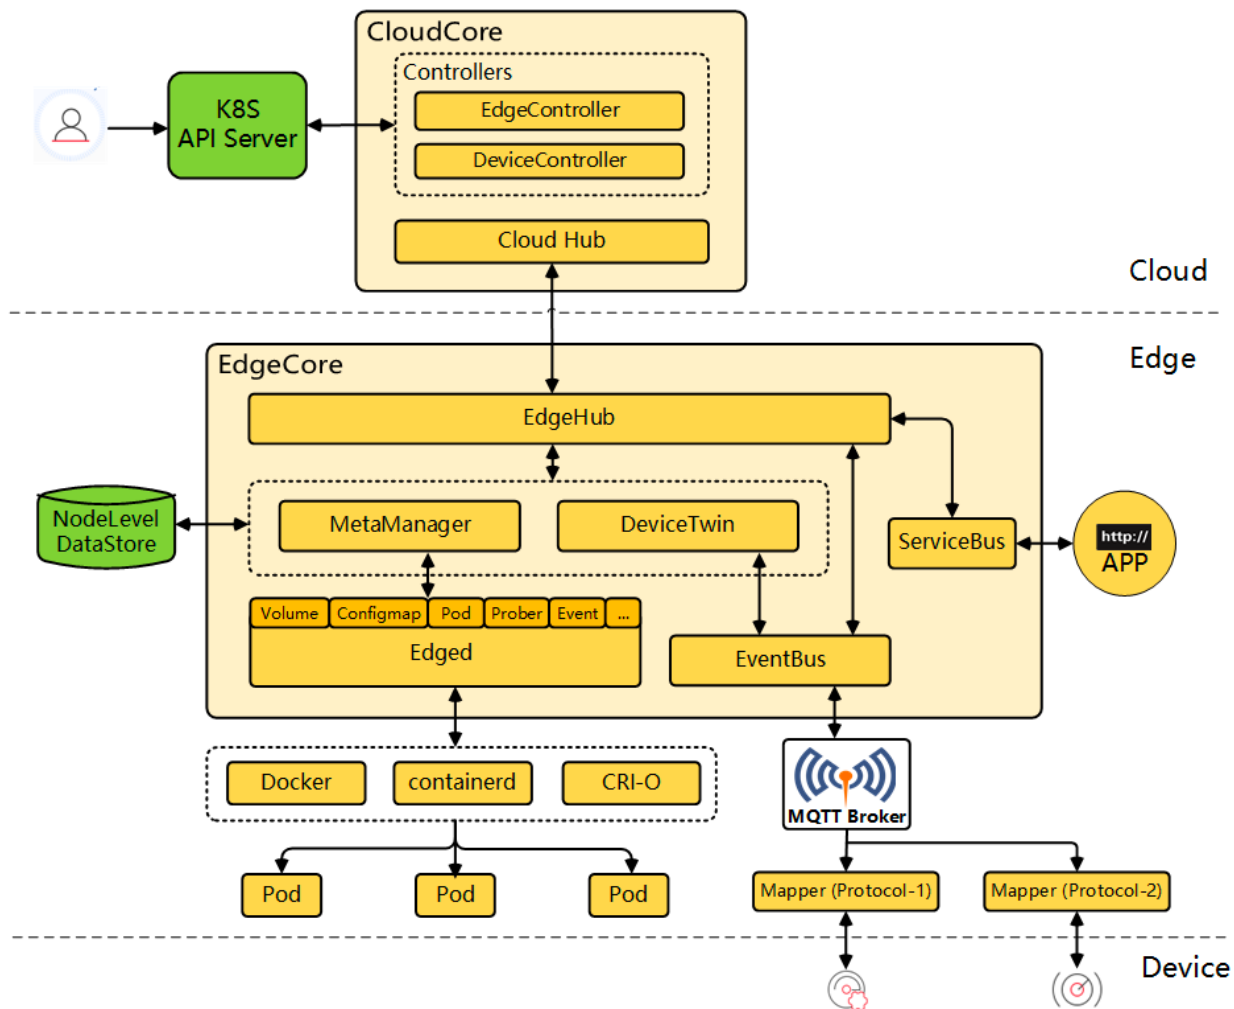 CloudCore
Controllers
EdgeController
DeviceController
K8S
API Server
Cloud Hub
Cloud
Edge
EdgeCore
EdgeHub
MetaManager
DeviceTwin
NodeLevel
DataStore
ServiceBus
http://
APP
Volume
Configmap
Pod
Prober
Event
...
Edged
EventBus
Docker
containerd
CRI-O
MQTT Broker
Pod
Pod
Pod
Mapper (Protocol-1)
Mapper (Protocol-2)
Device